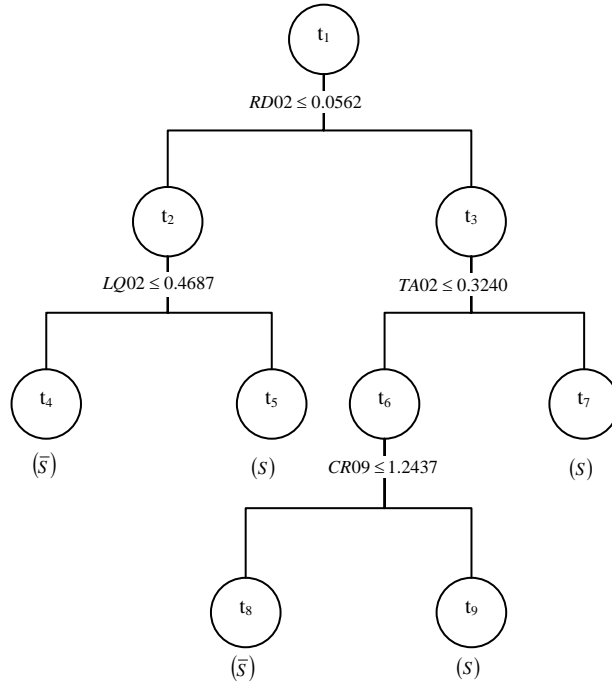 t₁
RD02 ≤ 0.0562
t₂ t₃
LQ02 ≤ 0.4687 TA02 ≤ 0.3240
t₄ t₅ t₆ t₇
(S̅) (S) CR09 ≤ 1.2437 (S)
t₈ t₉
(S̅) (S)